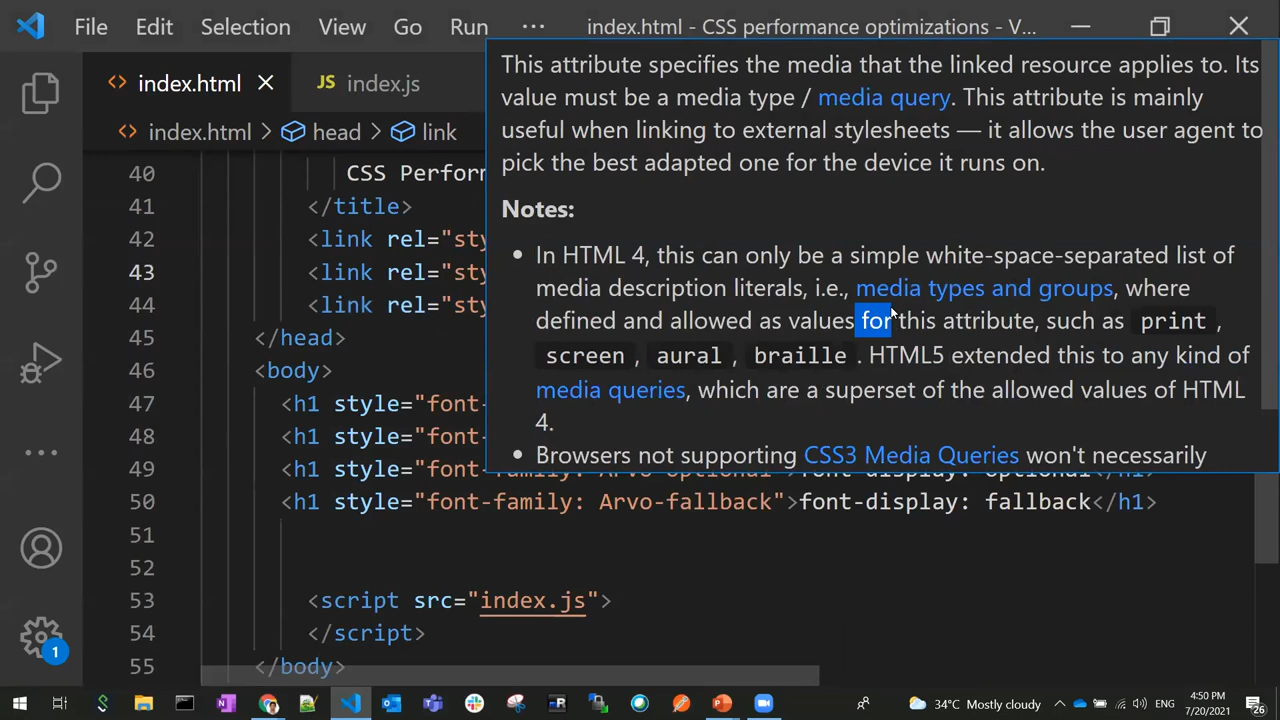 File Edit Selection View Go Run ··· index.html - CSS performance optimizations - V...
index.html JS index.js
index.html > head > link
This attribute specifies the media that the linked resource applies to. Its
value must be a media type / media query. This attribute is mainly
useful when linking to external stylesheets — it allows the user agent to
pick the best adapted one for the device it runs on.
Notes:
• In HTML 4, this can only be a simple white-space-separated list of
media description literals, i.e., media types and groups, where
defined and allowed as values for this attribute, such as print,
screen, aural, braille. HTML5 extended this to any kind of
media queries, which are a superset of the allowed values of HTML
4.
• Browsers not supporting CSS3 Media Queries won't necessarily
40 CSS Perforr
41 </title>
42 <link rel="sty
43 <link rel="sty
44 <link rel="sty
45 </head>
46 <body>
47 <h1 style="font-
48 <h1 style="font-
49 <h1 style="font-family: Arvo-optional">font-display: optional</h1>
50 <h1 style="font-family: Arvo-fallback">font-display: fallback</h1>
51
52
53 <script src="index.js">
54 </script>
55 </body>
1
34°C Mostly cloudy ENG 4:50 PM
7/20/2021 26